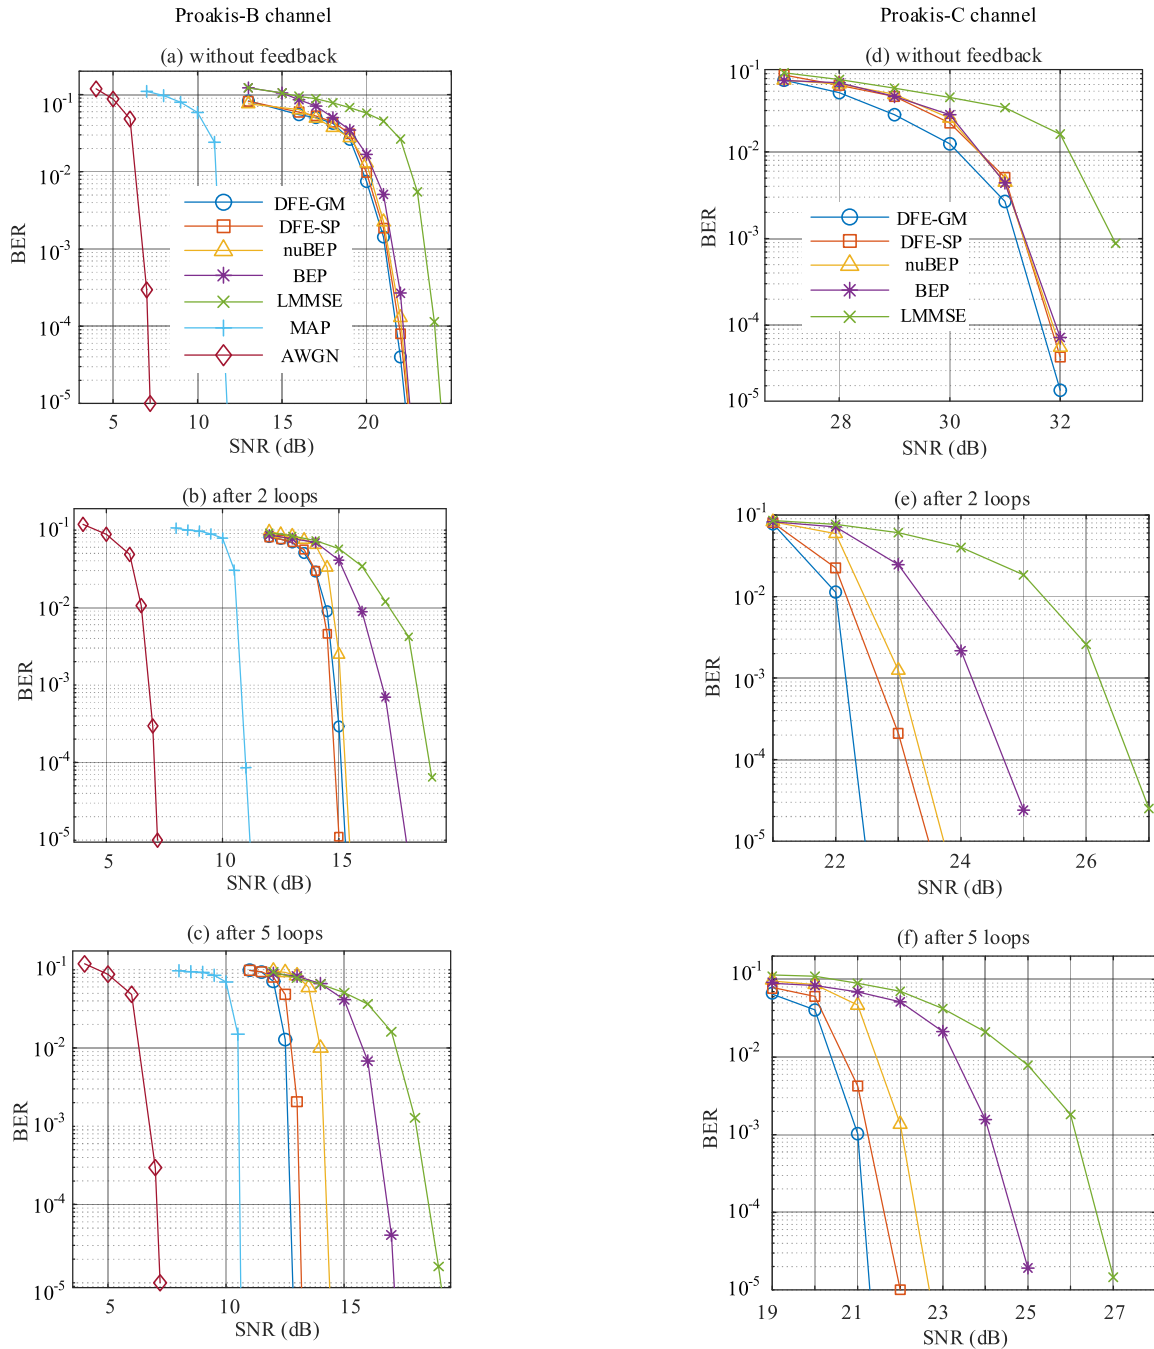 Proakis-B channel
(a) without feedback
10-1
10-2
10-3
10-4
10-5
BER
DFE-GM
DFE-SP
nuBEP
BEP
LMMSE
MAP
AWGN
5 10 15 20
SNR (dB)
(b) after 2 loops
10-1
10-2
10-3
10-4
10-5
BER
5 10 15
SNR (dB)
(c) after 5 loops
10-1
10-2
10-3
10-4
10-5
BER
5 10 15
SNR (dB)
Proakis-C channel
(d) without feedback
10-1
10-2
10-3
10-4
10-5
BER
DFE-GM
DFE-SP
nuBEP
BEP
LMMSE
28 30 32
SNR (dB)
(e) after 2 loops
10-1
10-2
10-3
10-4
10-5
BER
22 24 26
SNR (dB)
(f) after 5 loops
10-1
10-2
10-3
10-4
10-5
BER
19 21 23 25 27
SNR (dB)